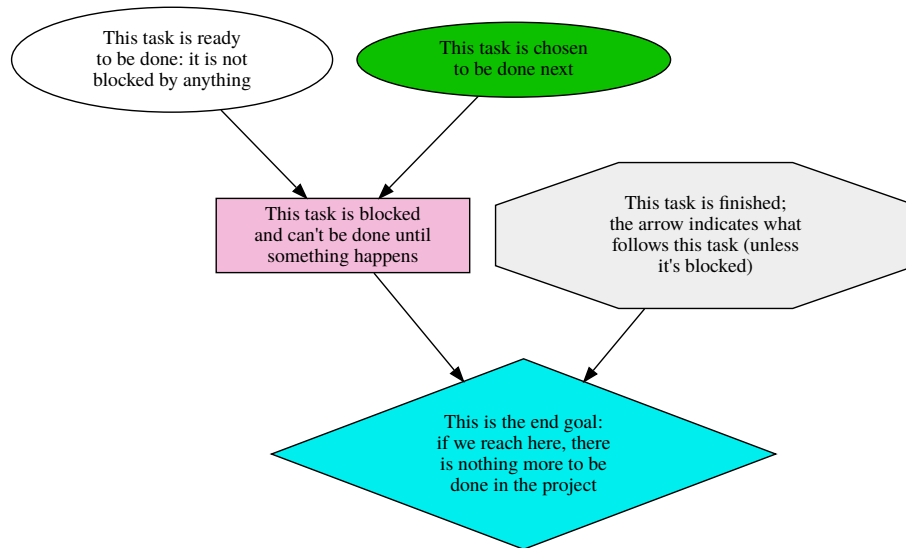 This task is ready
to be done: it is not
blocked by anything
This task is chosen
to be done next
This task is blocked
and can't be done until
something happens
This task is finished;
the arrow indicates what
follows this task (unless
it's blocked)
This is the end goal:
if we reach here, there
is nothing more to be
done in the project